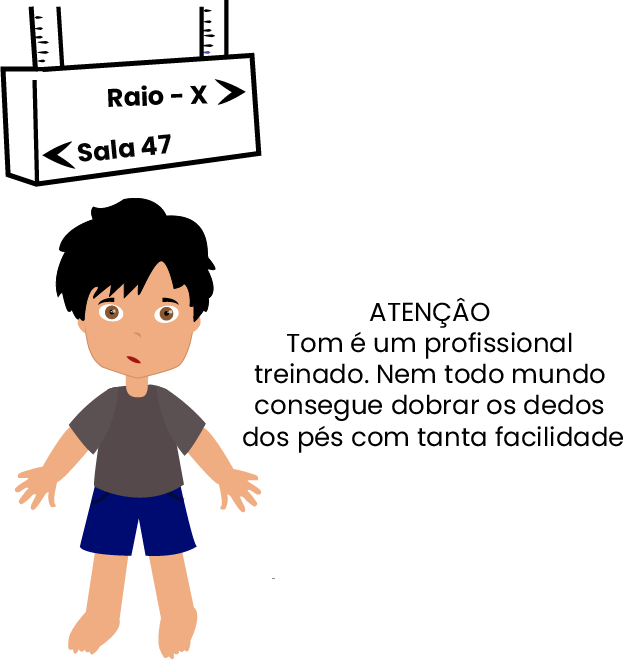 Raio - X
Sala 47
ATENÇÂO
Tom é um profissional
treinado. Nem todo mundo
consegue dobrar os dedos
dos pés com tanta facilidade